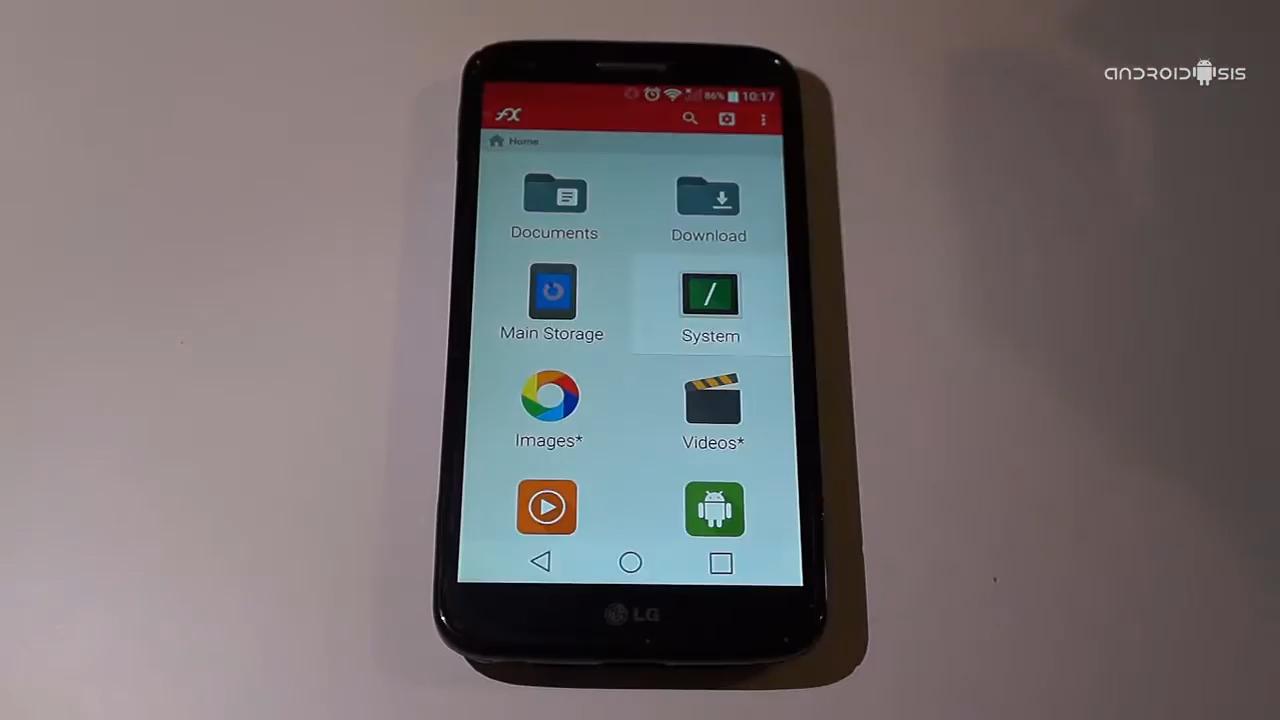 ANDROIDSIS
86% 10:17
FX
Home
Documents
Download
Main Storage
/
System
Images*
Videos*
LG